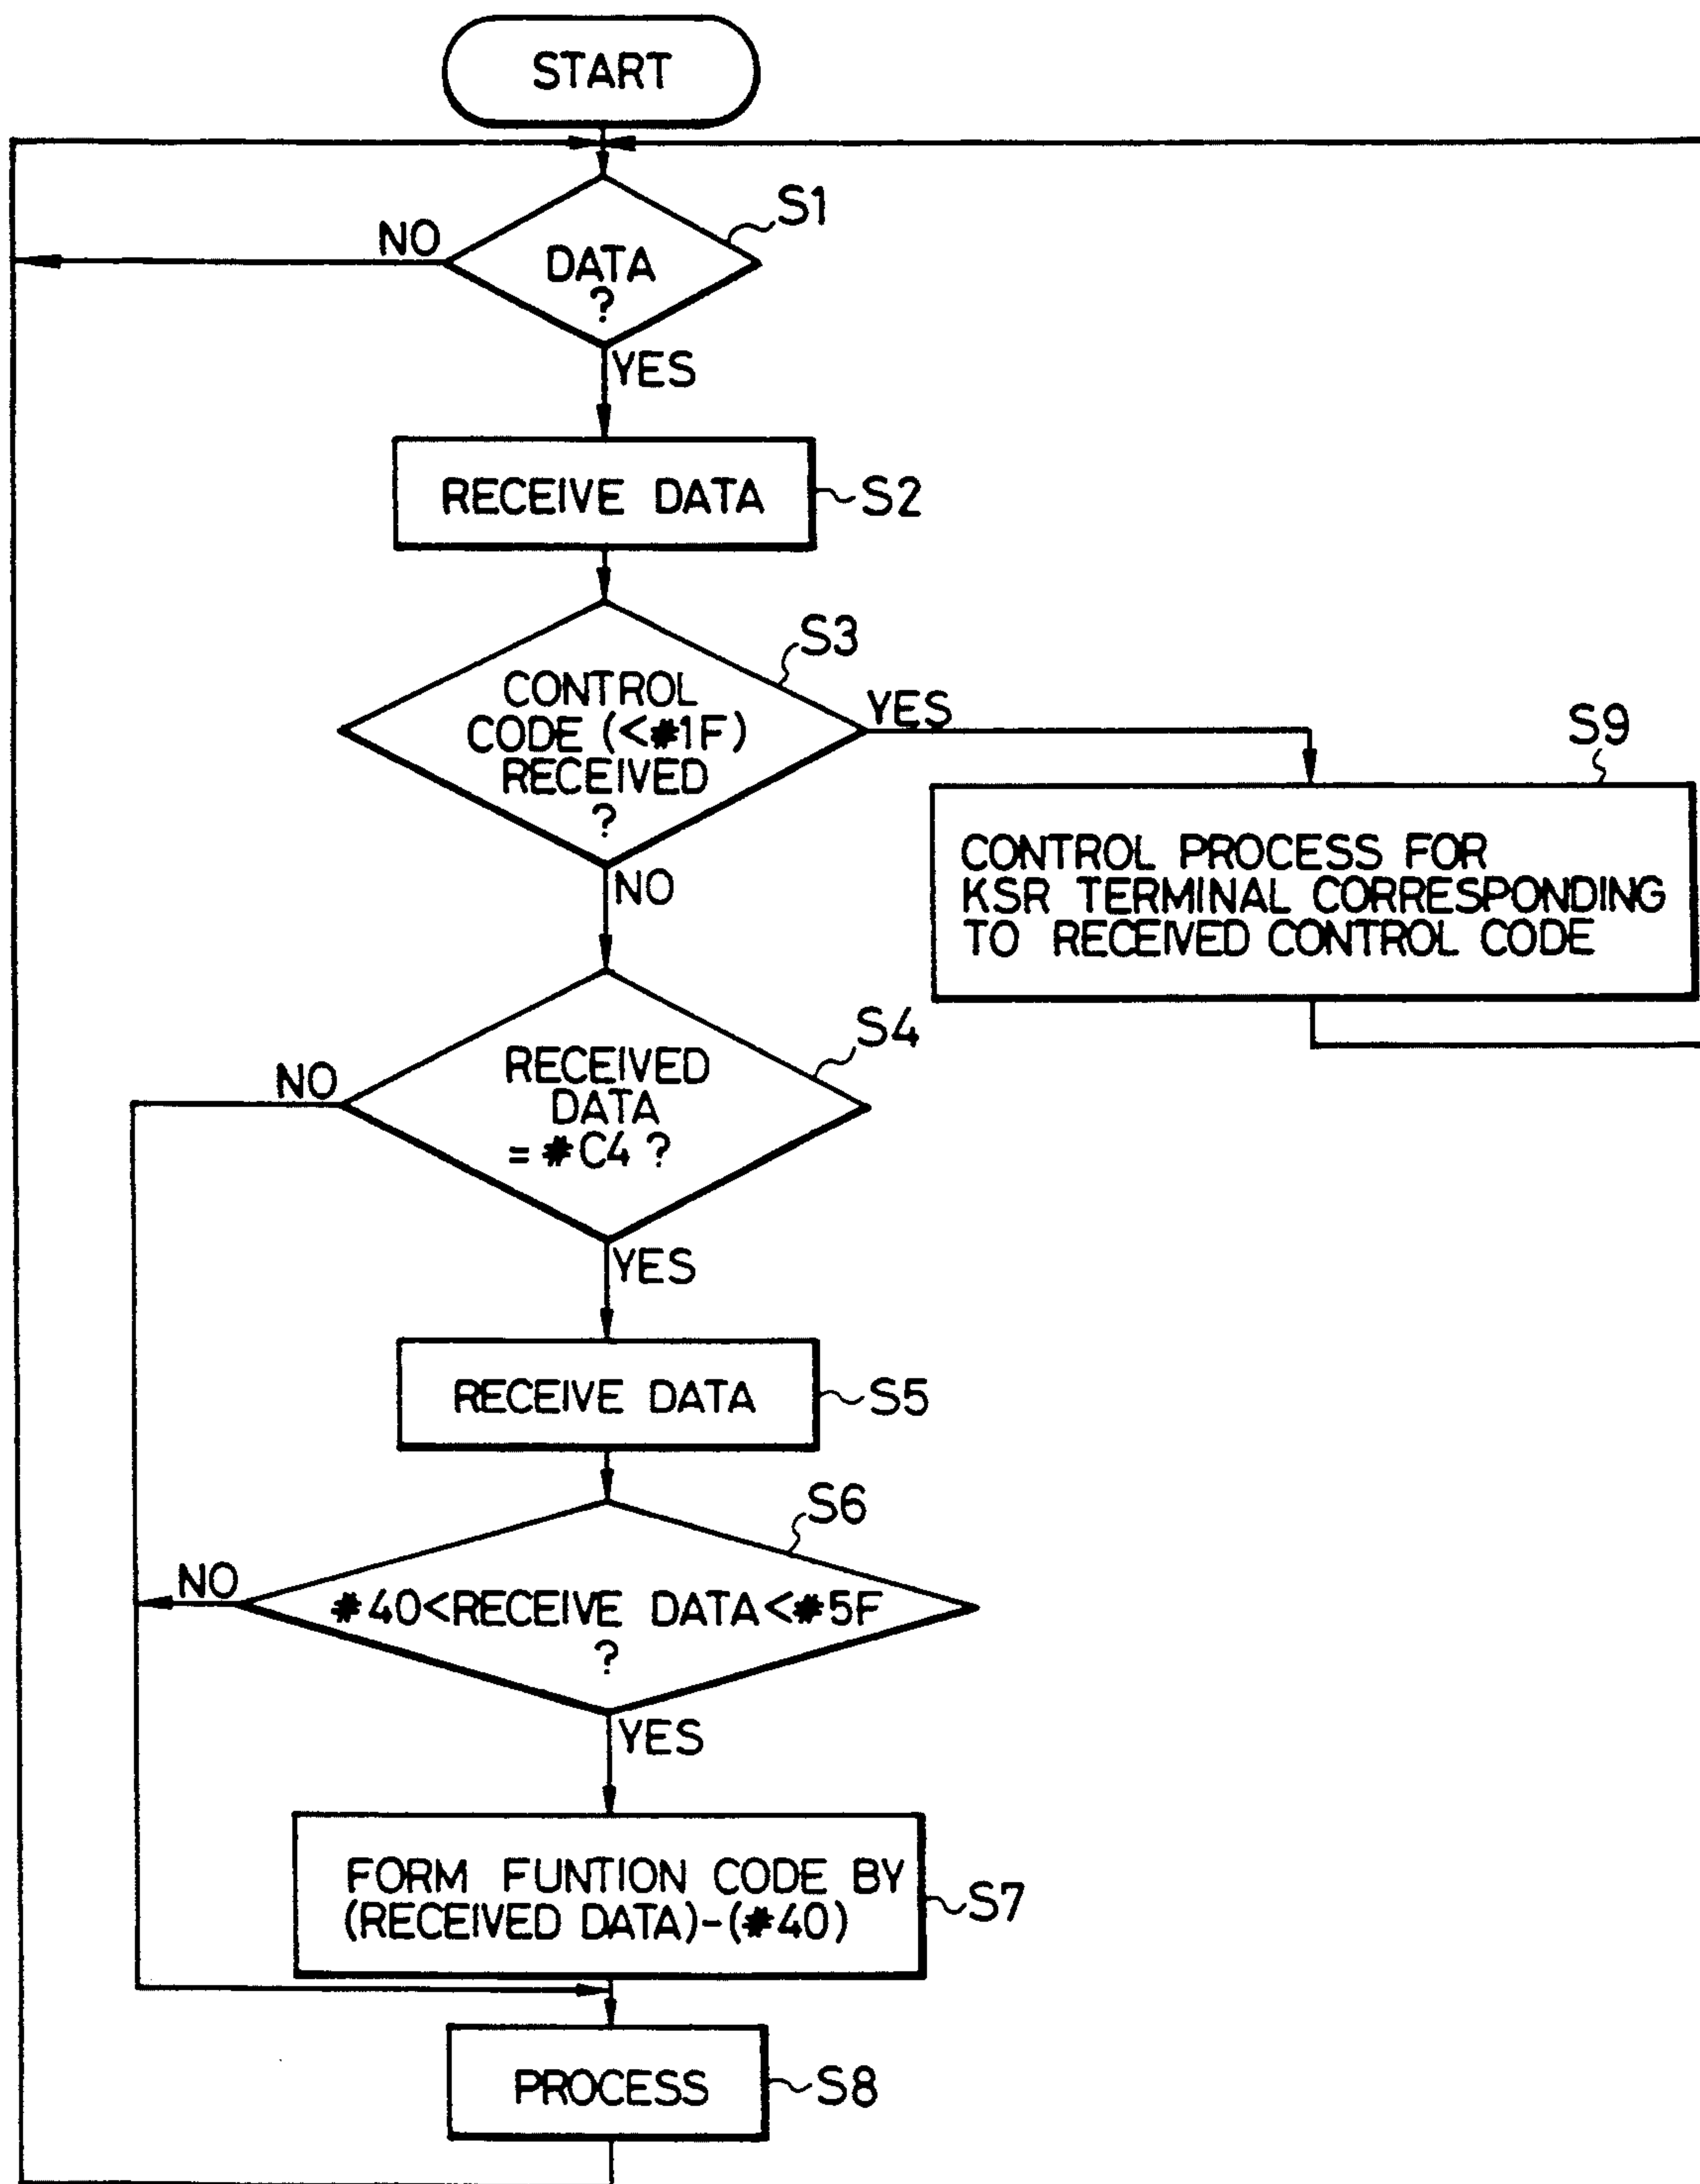 START
S1
NO
DATA
?
YES
RECEIVE DATA
S2
S3
CONTROL
CODE (<#1F)
RECEIVED
?
YES
NO
S9
CONTROL PROCESS FOR
KSR TERMINAL CORRESPONDING
TO RECEIVED CONTROL CODE
S4
NO
RECEIVED
DATA
= #C4 ?
YES
RECEIVE DATA
S5
S6
NO
#40<RECEIVE DATA<#5F
?
YES
FORM FUNTION CODE BY
(RECEIVED DATA)-(#40)
S7
PROCESS
S8